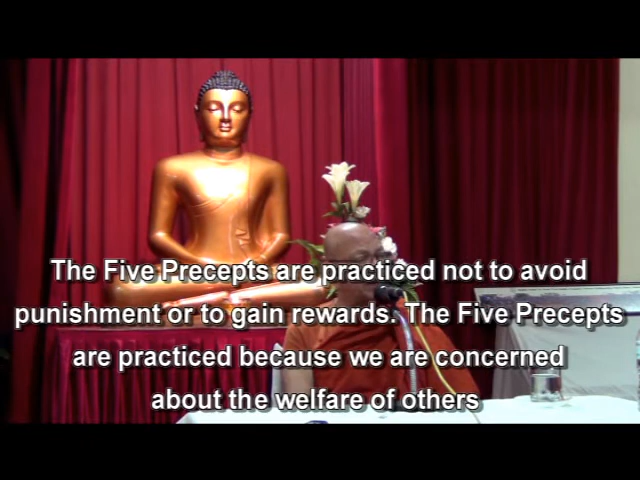 The Five Precepts are practiced not to avoid
punishment or to gain rewards. The Five Precepts
are practiced because we are concerned
about the welfare of others